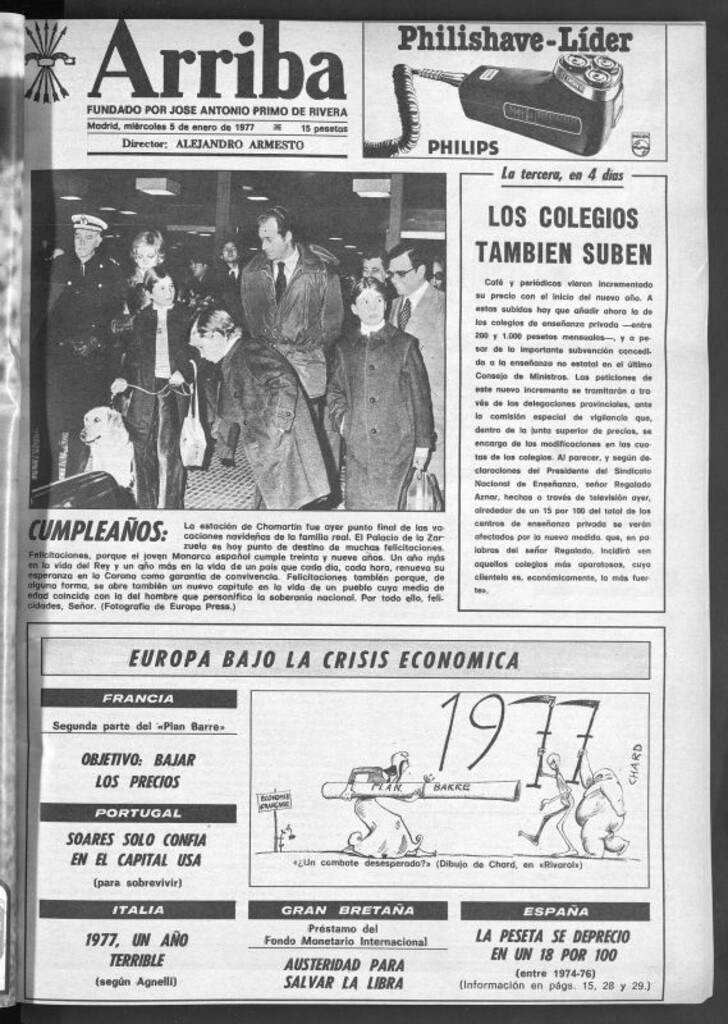 Arriba
FUNDADO POR JOSE ANTONIO PRIMO DE RIVERA
Madrid, miércoles 5 de enero de 1977 15 pesetas
Director: ALEJANDRO ARMESTO
Philishave-Líder
PHILIPS
La tercera, en 4 días
LOS COLEGIOS
TAMBIEN SUBEN
Café y periódicos vieron incrementado
su precio con el inicio del nuevo año. A
estas subidas hay que añadir ahora la de
los colegios de enseñanza privada —entre
200 y 1.000 pesetas mensuales—, y a pe-
sar de la importante subvención concedi-
da a la enseñanza no estatal en el último
Consejo de Ministros. Las peticiones de
este nuevo incremento se tramitarán a tra-
vés de las delegaciones provinciales, ante
la comisión especial de vigilancia que,
dentro de la junta superior de precios, se
encarga de las modificaciones en las cuo-
tas de los colegios. Al parecer, y según de-
claraciones del Presidente del Sindicato
Nacional de Enseñanza, señor Regalado
Aznar, hechas a través de televisión ayer,
alrededor de un 15 por 100 del total de los
centros de enseñanza privada se verán
afectados por la nueva medida, que, en pa-
labras del señor Regalado, incidirá «en
aquellos colegios más aparatosos, cuya
clientela es, económicamente, la más fuer-
te».
CUMPLEAÑOS:
La estación de Chamartín fue ayer punto final de las va-
caciones navideñas de la familia real. El Palacio de la Zar-
zuela es hoy punto de destino de muchas felicitaciones.
Felicitaciones, porque el joven Monarca español cumple treinta y nueve años. Un año más
en la vida del Rey y un año más en la vida de un país que cada día, cada hora, renueva su
esperanza en la Corona como garantía de convivencia. Felicitaciones también porque, de
alguna forma, se abre también un nuevo capítulo en la vida de un pueblo cuya media de
edad coincide con la del hombre que personifica la soberanía nacional. Por todo ello, feli-
cidades, Señor. (Fotografía de Europa Press.)
EUROPA BAJO LA CRISIS ECONOMICA
FRANCIA
Segunda parte del «Plan Barre»
OBJETIVO: BAJAR
LOS PRECIOS
PORTUGAL
SOARES SOLO CONFIA
EN EL CAPITAL USA
(para sobrevivir)
1977
CHARD
PLAN BARRE
ECONOMIE
FRANÇAISE
«¿Un combate desesperado?» (Dibujo de Chard, en «Rivarol»)
ITALIA
1977, UN AÑO
TERRIBLE
(según Agnelli)
GRAN BRETAÑA
Préstamo del
Fondo Monetario Internacional
AUSTERIDAD PARA
SALVAR LA LIBRA
ESPAÑA
LA PESETA SE DEPRECIO
EN UN 18 POR 100
(entre 1974-76)
(Información en págs. 15, 28 y 29.)